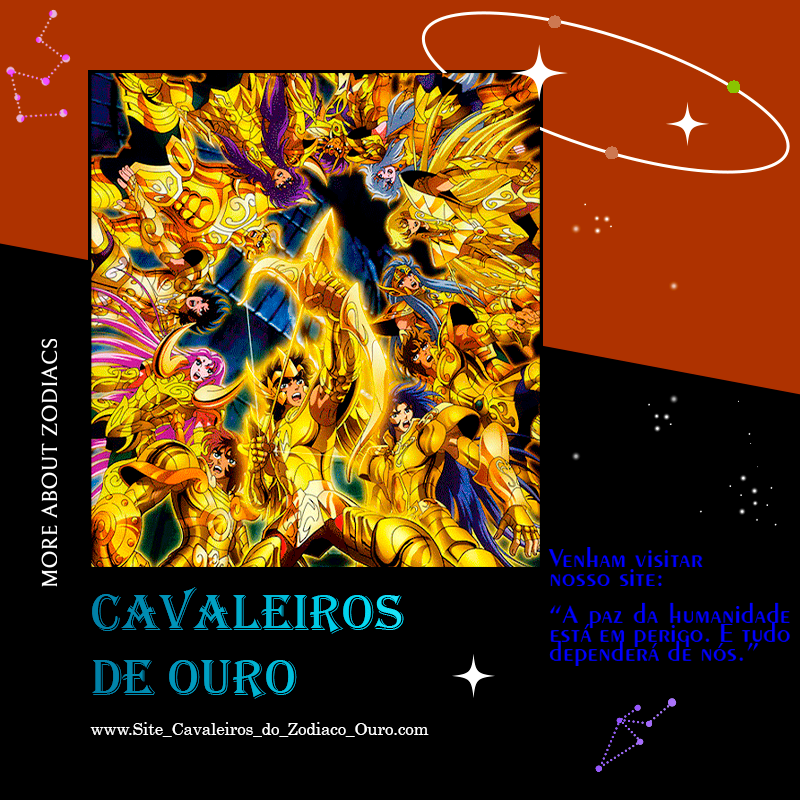 MORE ABOUT ZODIACS
Venham visitar
nosso site:
“A paz da humanidade
está em perigo. E tudo
dependerá de nós.”
CAVALEIROS
DE OURO
www.Site_Cavaleiros_do_Zodiaco_Ouro.com